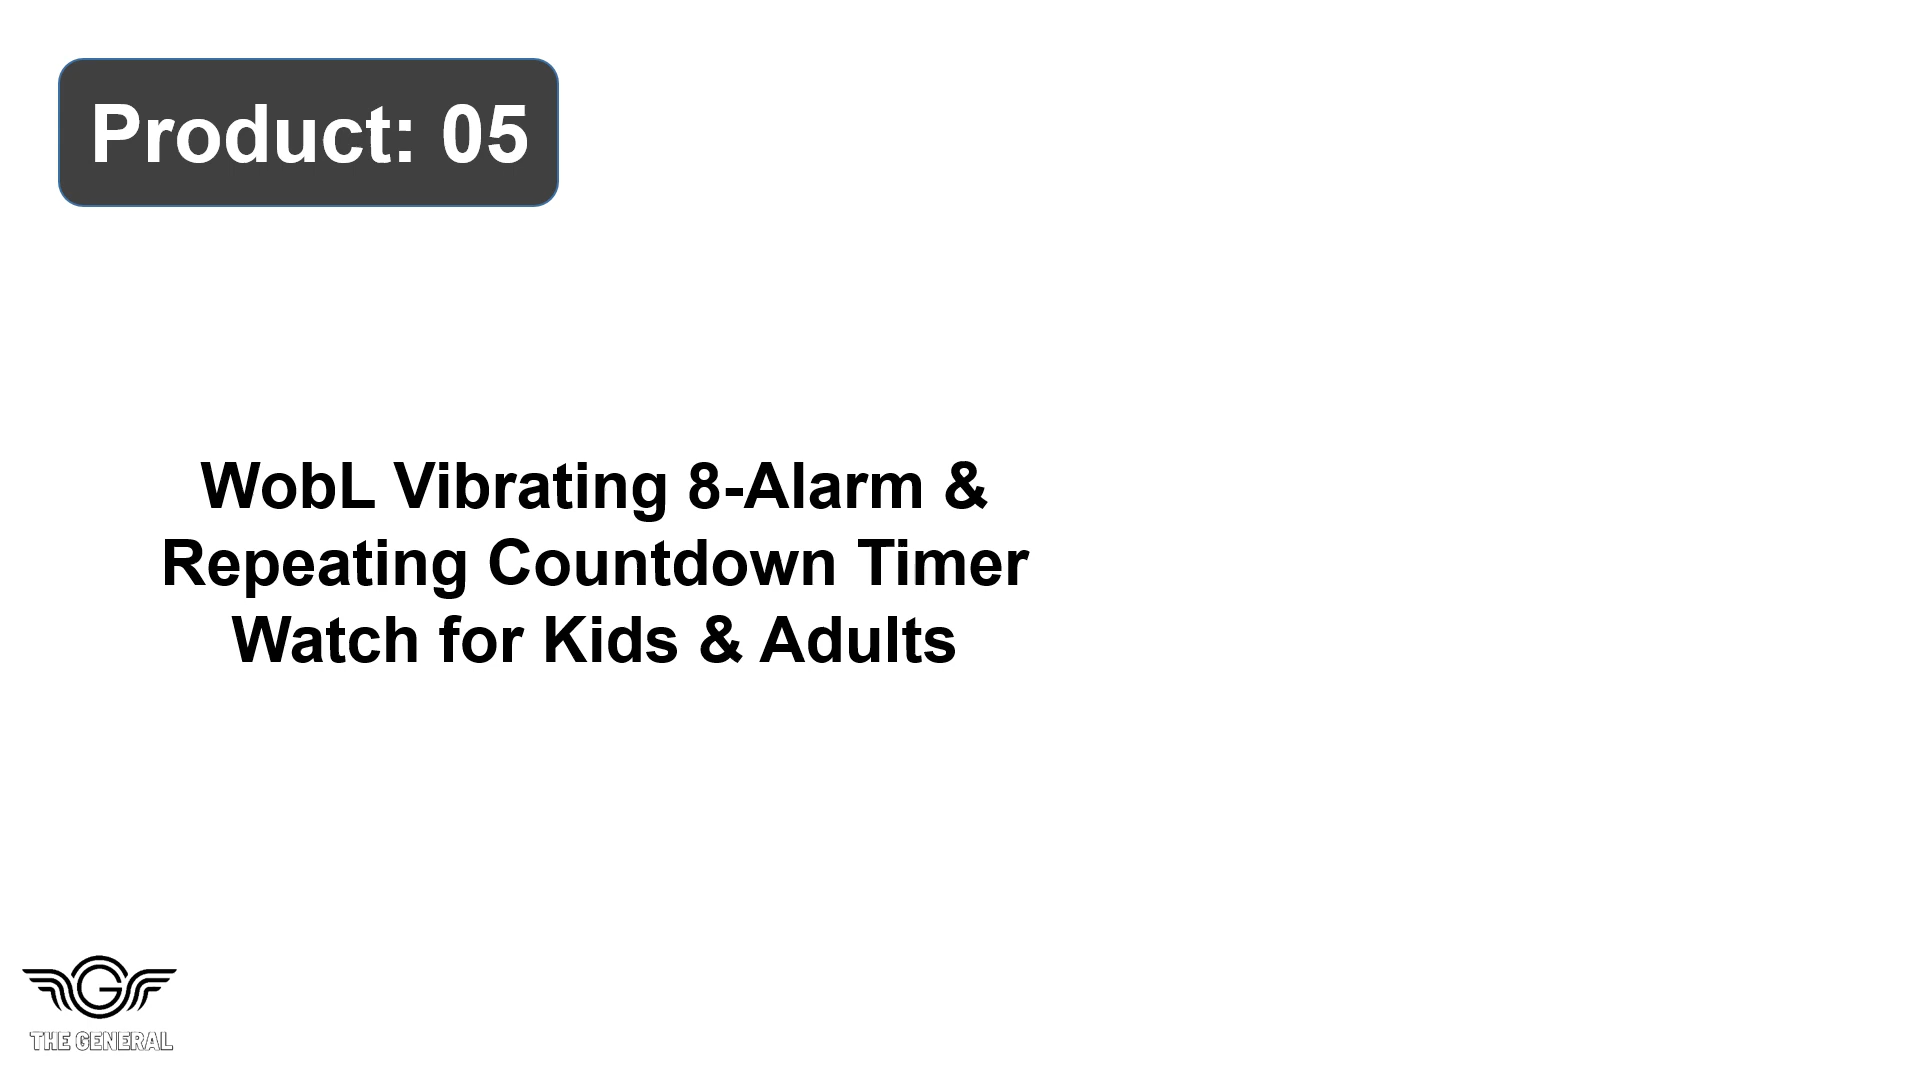 Product: 05
WobL Vibrating 8-Alarm &
Repeating Countdown Timer
Watch for Kids & Adults
G
THE GENERAL